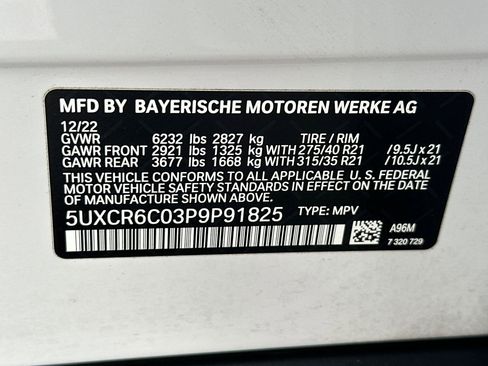 MFD BY BAYERISCHE MOTOREN WERKE AG
12/22
GVWR 6232 lbs 2827 kg TIRE / RIM
GAWR FRONT 2921 lbs 1325 kg WITH 275/40 R21 / 9.5J x 21
GAWR REAR 3677 lbs 1668 kg WITH 315/35 R21 / 10.5J x 21
THIS VEHICLE CONFORMS TO ALL APPLICABLE U. S. FEDERAL
MOTOR VEHICLE SAFETY AND THEFT PREVENTION STANDARDS
IN EFFECT ON THE DATE OF MANUFACTURE SHOWN ABOVE.
5UXCR6C03P9P91825 TYPE: MPV
A96M
7 320 729